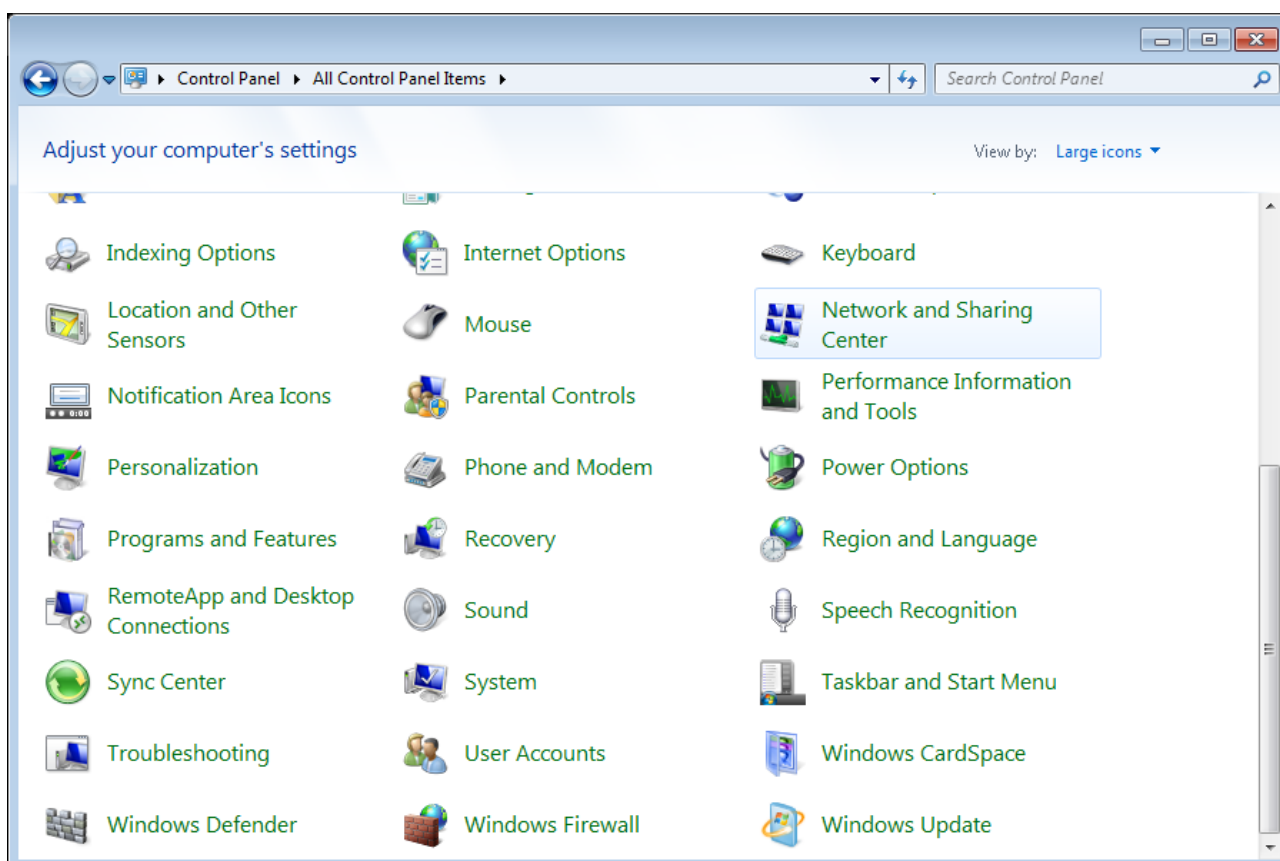 Control Panel All Control Panel Items Search Control Panel
Adjust your computer's settings View by: Large icons
Indexing Options Internet Options Keyboard
Location and Other Sensors Mouse Network and Sharing Center
Notification Area Icons Parental Controls Performance Information and Tools
Personalization Phone and Modem Power Options
Programs and Features Recovery Region and Language
RemoteApp and Desktop Connections Sound Speech Recognition
Sync Center System Taskbar and Start Menu
Troubleshooting User Accounts Windows CardSpace
Windows Defender Windows Firewall Windows Update